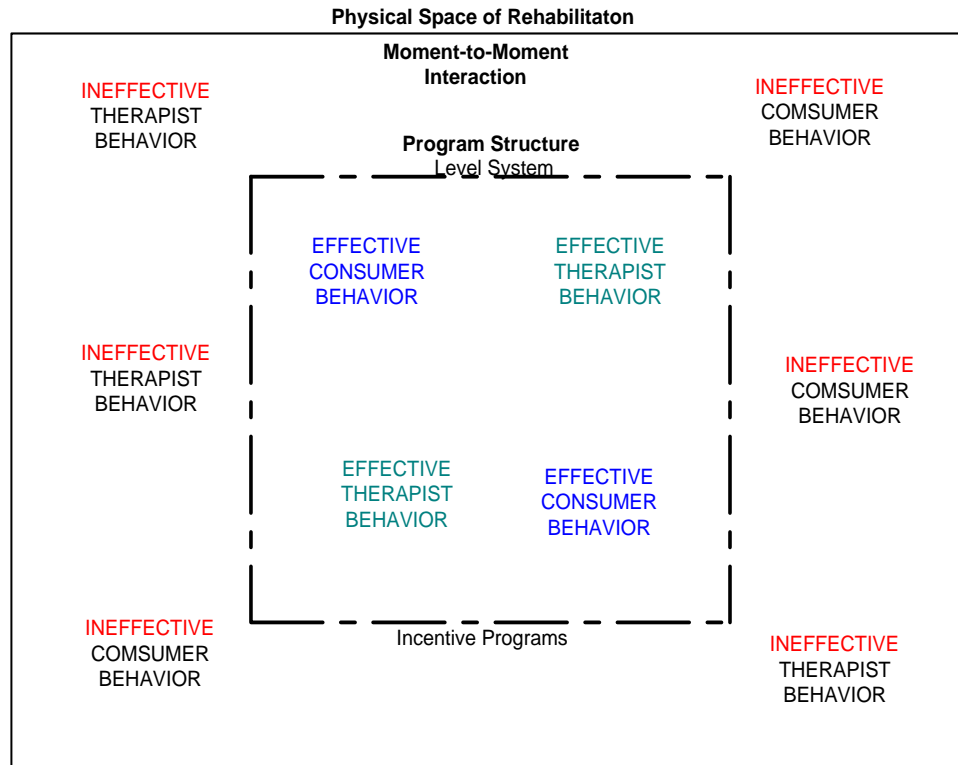 Physical Space of Rehabilitaton
Moment-to-Moment
Interaction
INEFFECTIVE
THERAPIST
BEHAVIOR
INEFFECTIVE
COMSUMER
BEHAVIOR
Program Structure
Level System
EFFECTIVE
CONSUMER
BEHAVIOR
EFFECTIVE
THERAPIST
BEHAVIOR
INEFFECTIVE
THERAPIST
BEHAVIOR
INEFFECTIVE
COMSUMER
BEHAVIOR
EFFECTIVE
THERAPIST
BEHAVIOR
EFFECTIVE
CONSUMER
BEHAVIOR
INEFFECTIVE
COMSUMER
BEHAVIOR
Incentive Programs
INEFFECTIVE
THERAPIST
BEHAVIOR